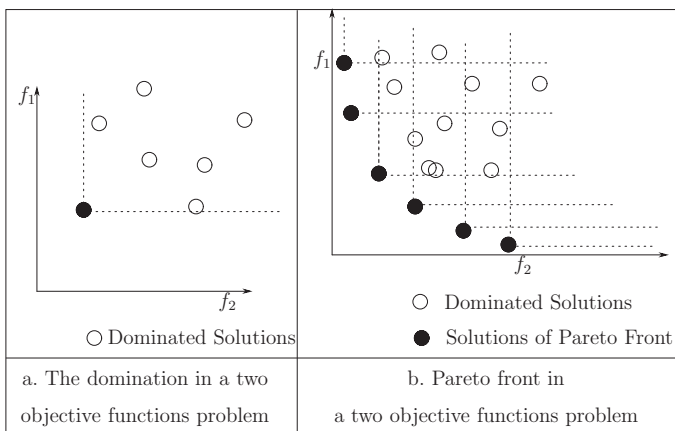 f₁
f₂
Dominated Solutions
f₁
f₂
Dominated Solutions
Solutions of Pareto Front
a. The domination in a two
objective functions problem
b. Pareto front in
a two objective functions problem